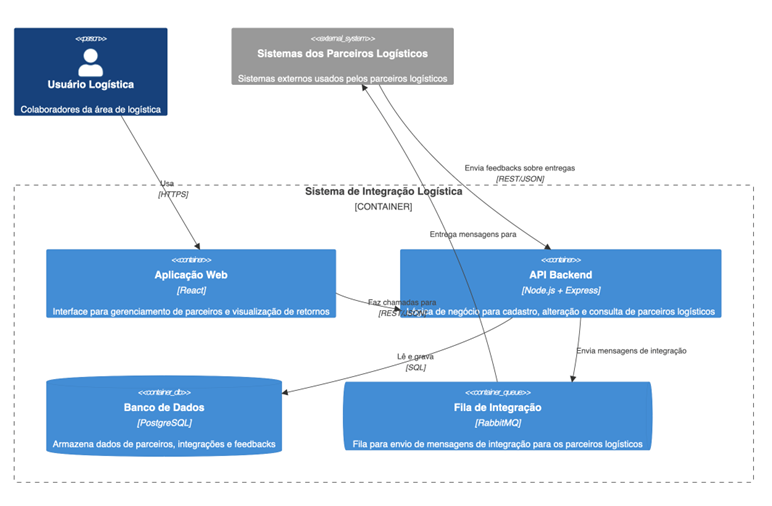 <<person>>
Usuário Logística
Colaboradores da área de logística
<<external_system>>
Sistemas dos Parceiros Logísticos
Sistemas externos usados pelos parceiros logísticos
Envia feedbacks sobre entregas
[REST/JSON]
Usa
[HTTPS]
Sistema de Integração Logística
[CONTAINER]
Entrega mensagens para
<<container>>
Aplicação Web
[React]
Interface para gerenciamento de parceiros e visualização de retornos
Faz chamadas para
[REST/JSON]
<<container>>
API Backend
[Node.js + Express]
Lógica de negócio para cadastro, alteração e consulta de parceiros logísticos
Envia mensagens de integração
Lê e grava
[SQL]
<<container_db>>
Banco de Dados
[PostgreSQL]
Armazena dados de parceiros, integrações e feedbacks
<<container_queue>>
Fila de Integração
[RabbitMQ]
Fila para envio de mensagens de integração para os parceiros logísticos